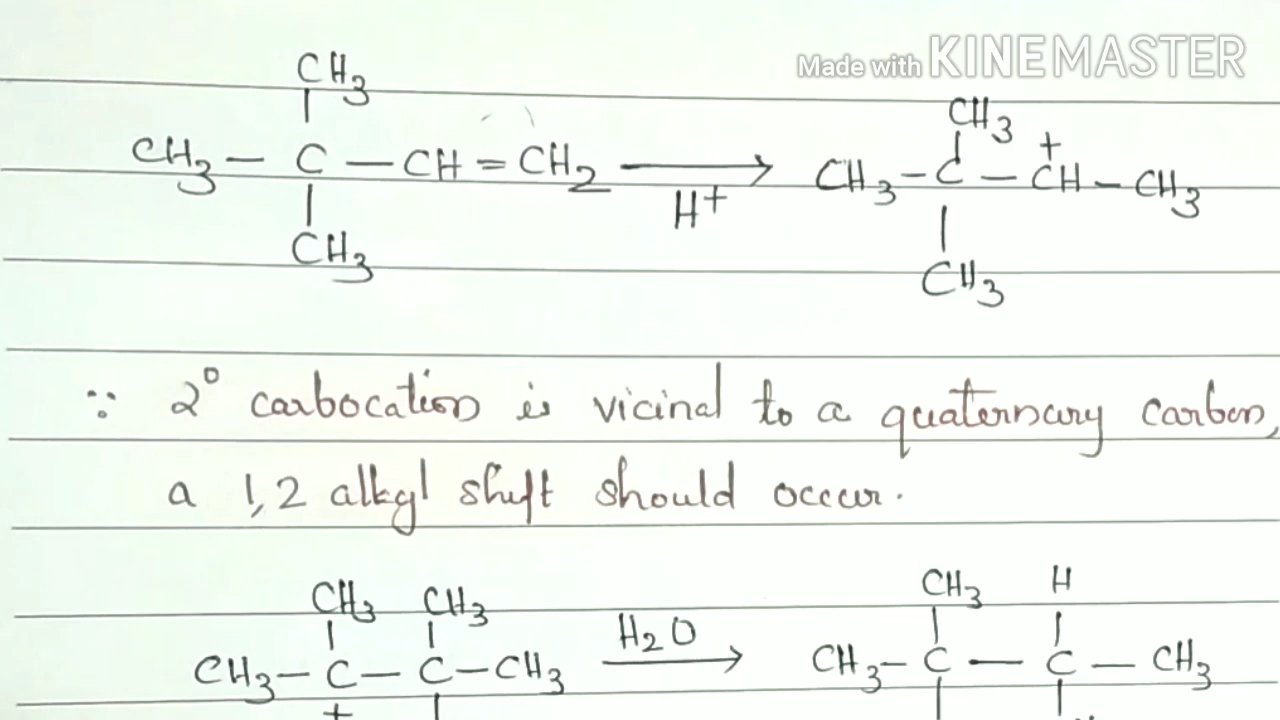 Made with KINEMASTER
CH3
CH3 – C – CH = CH2 ⟶ CH3 – C – CH – CH3
H+
CH3
CH3
+
CH3
∵ 2° carbocation is vicinal to a quaternary carbon,
a 1,2 alkyl shift should occur.
CH3 CH3 H2O CH3 H
CH3 – C – C – CH3 ⟶ CH3 – C – C – CH3
+